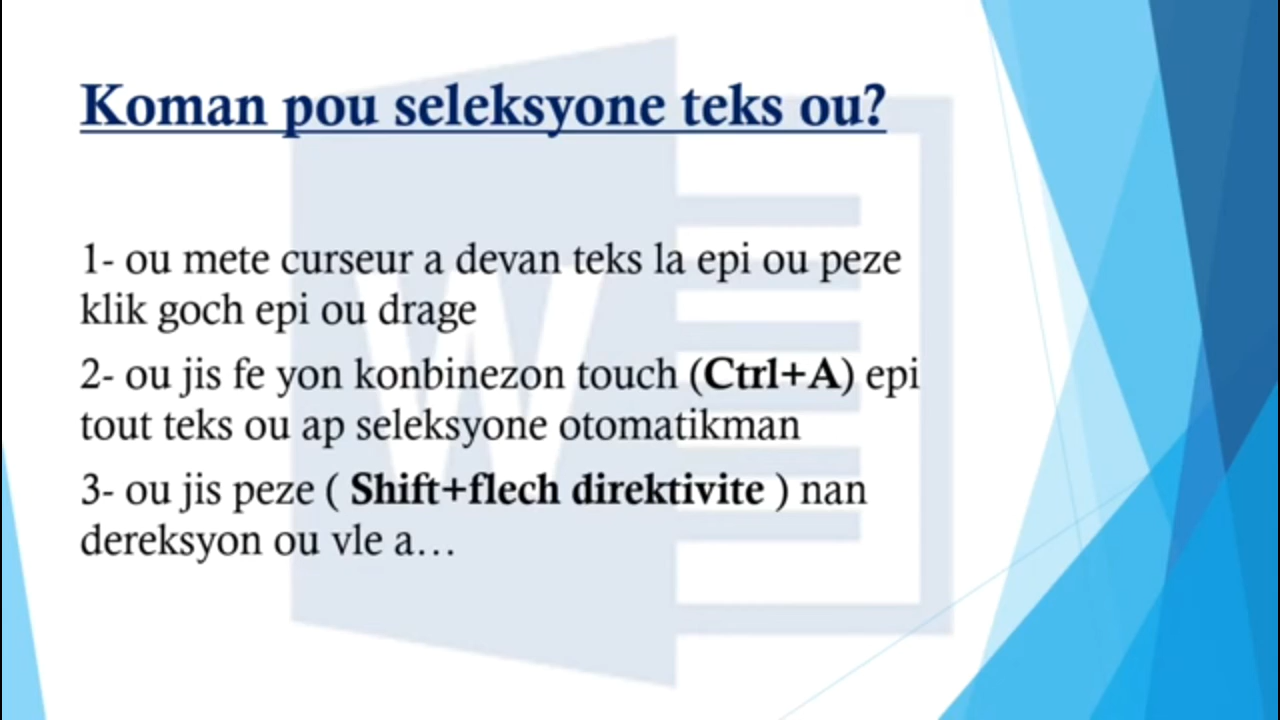 Koman pou seleksyone teks ou?
1- ou mete curseur a devan teks la epi ou peze
klik goch epi ou drage
2- ou jis fe yon konbinezon touch (Ctrl+A) epi
tout teks ou ap seleksyone otomatikman
3- ou jis peze ( Shift+flech direktivite ) nan
dereksyon ou vle a…
W